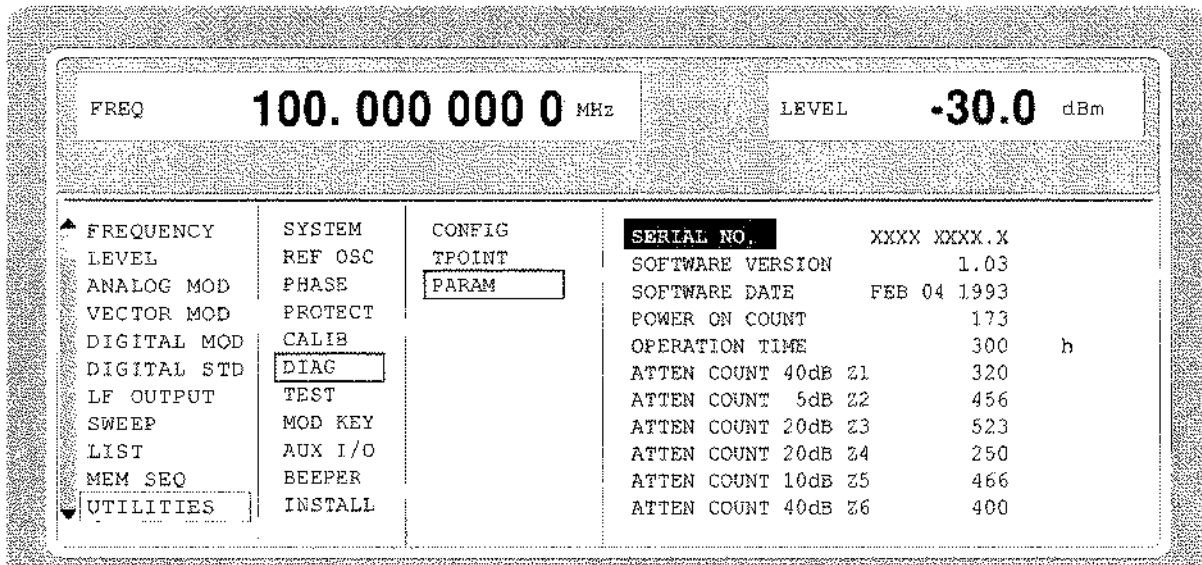 FREQ 100. 000 000 0 MHz LEVEL -30.0 dBm
FREQUENCY
LEVEL
ANALOG MOD
VECTOR MOD
DIGITAL MOD
DIGITAL STD
LF OUTPUT
SWEEP
LIST
MEM SEQ
UTILITIES
SYSTEM
REF OSC
PHASE
PROTECT
CALIB
DIAG
TEST
MOD KEY
AUX I/O
BEEPER
INSTALL
CONFIG
TPOINT
PARAM
SERIAL NO. XXXX XXXX.X
SOFTWARE VERSION 1.03
SOFTWARE DATE FEB 04 1993
POWER ON COUNT 173
OPERATION TIME 300 h
ATTEN COUNT 40dB Z1 320
ATTEN COUNT 5dB Z2 456
ATTEN COUNT 20dB Z3 523
ATTEN COUNT 20dB Z4 250
ATTEN COUNT 10dB Z5 466
ATTEN COUNT 40dB Z6 400